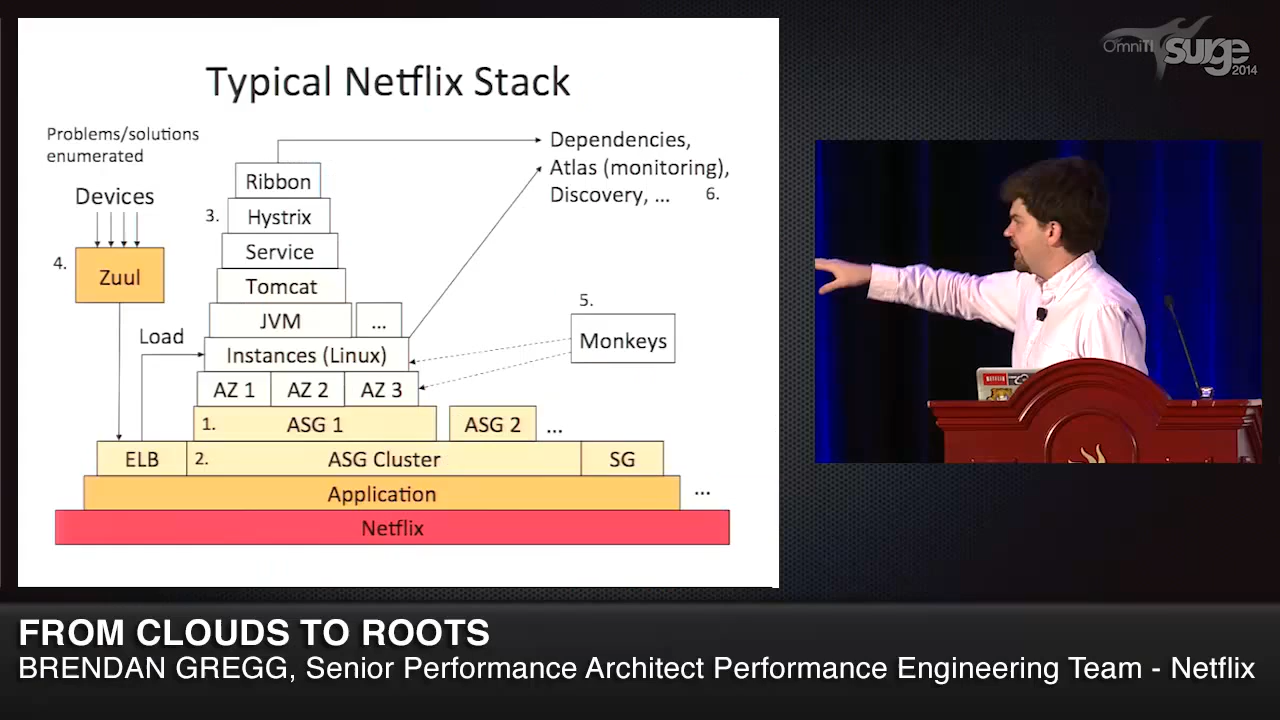 OmniTI
surge
2014
Typical Netflix Stack
Problems/solutions
enumerated
Devices
4.
Zuul
Load
Ribbon
3.
Hystrix
Service
Tomcat
JVM
...
Instances (Linux)
AZ 1
AZ 2
AZ 3
1.
ASG 1
ASG 2
...
ELB
2.
ASG Cluster
SG
Application
...
Netflix
Dependencies,
Atlas (monitoring),
Discovery, ...
6.
5.
Monkeys
NETFLIX
FROM CLOUDS TO ROOTS
BRENDAN GREGG, Senior Performance Architect Performance Engineering Team - Netflix